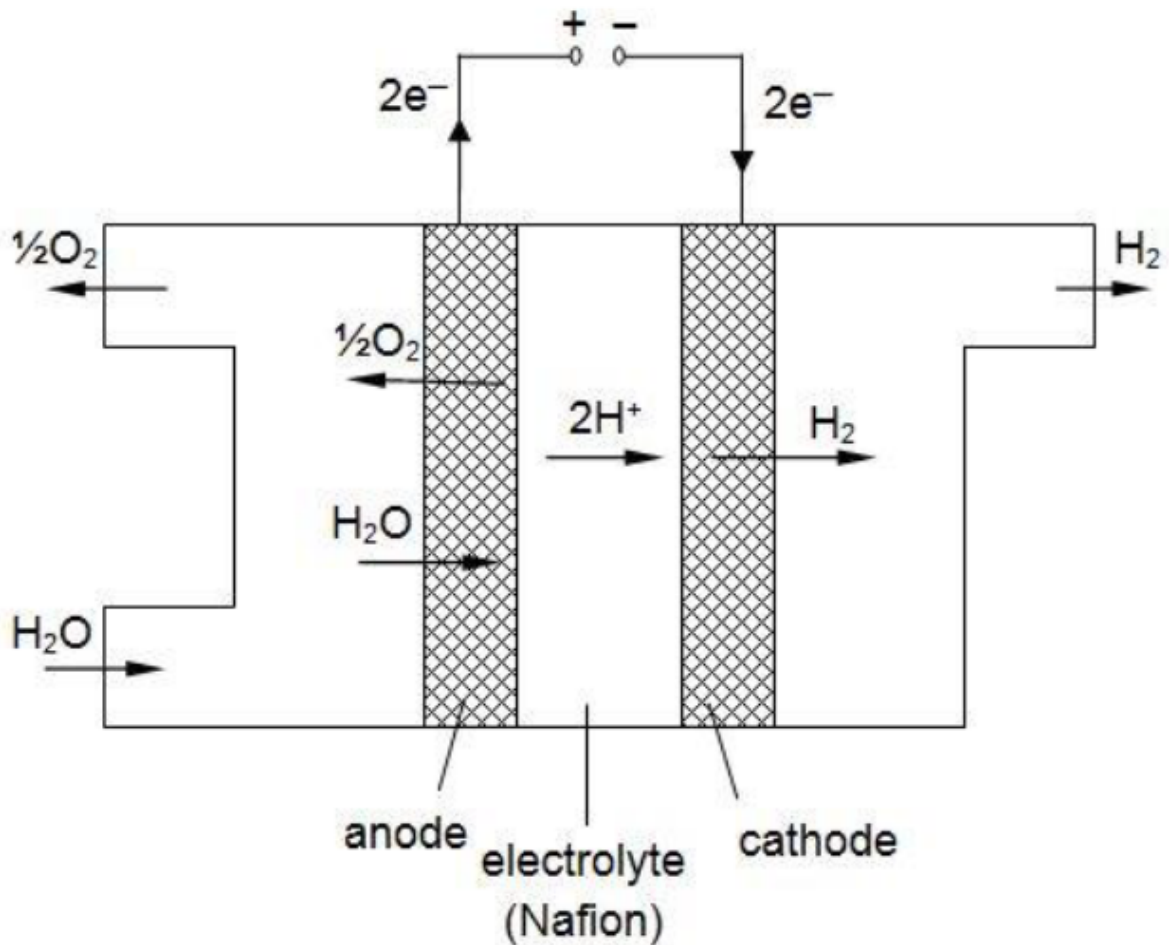 + −
2e⁻
2e⁻
½O₂
H₂
½O₂
2H⁺
H₂
H₂O
H₂O
anode
electrolyte
(Nafion)
cathode